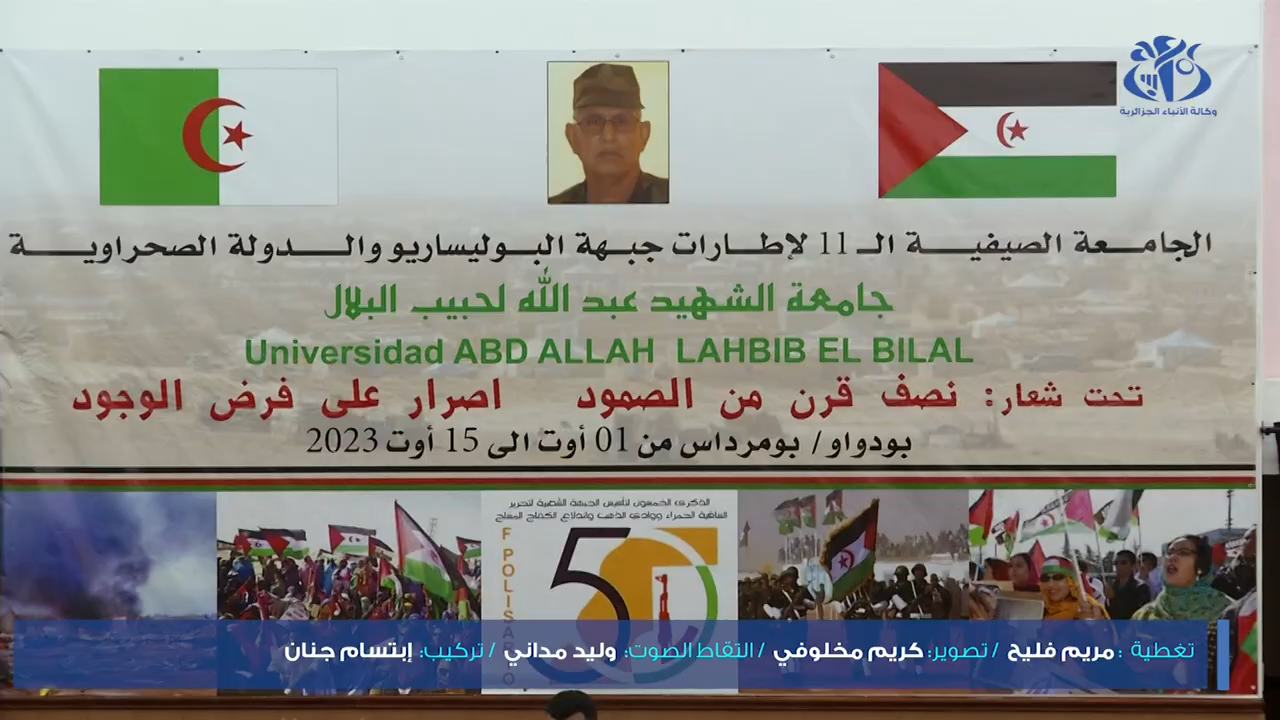 وكالة الأنباء الجزائرية
الجامعة الصيفية الـ 11 لإطارات جبهة البوليساريو والدولة الصحراوية
جامعة الشهيد عبد الله لحبيب البلال
Universidad ABD ALLAH LAHBIB EL BILAL
تحت شعار: نصف قرن من الصمود اصرار على فرض الوجود
بودواو / بومرداس من 01 أوت الى 15 أوت 2023
الذكرى الخمسون لتأسيس الجبهة الشعبية لتحرير
الساقية الحمراء ووادي الذهب واندلاع الكفاح المسلح
F POLISARIO
50
تغطية : مريم فليح / تصوير: كريم مخلوفي / التقاط الصوت: وليد مداني / تركيب: إبتسام جنان